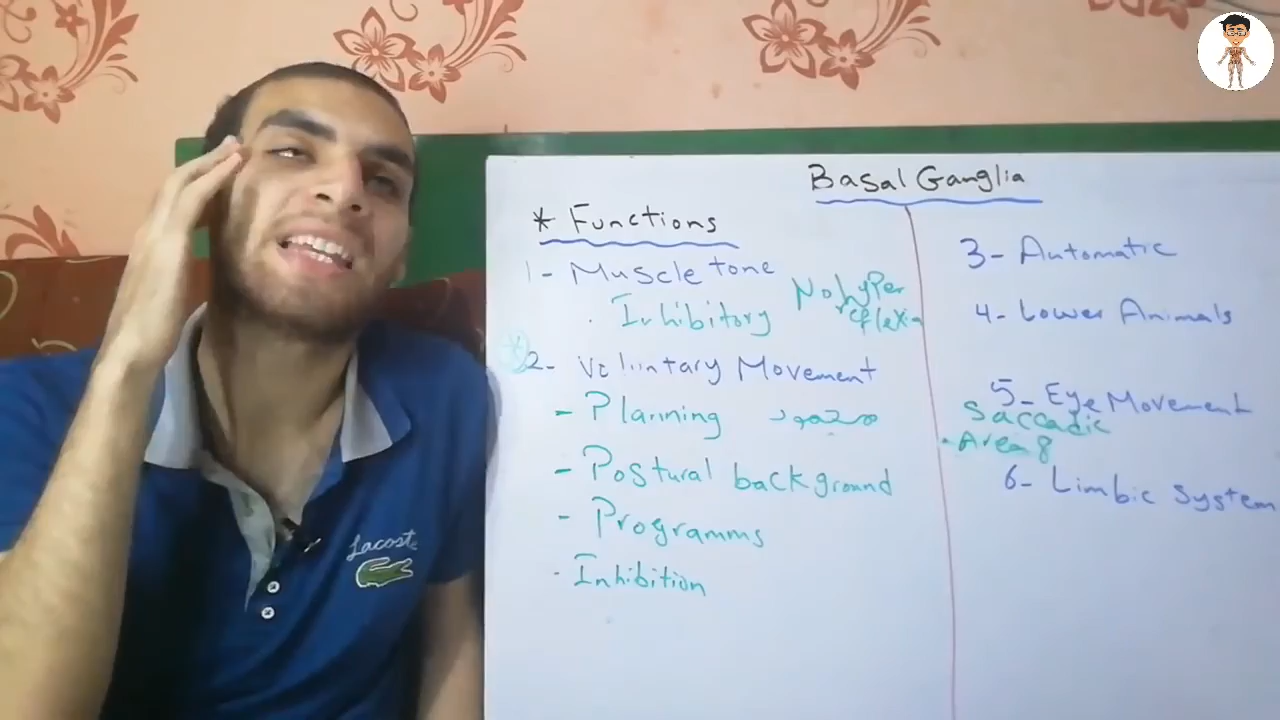 Basal Ganglia
* Functions
1- Muscle tone
Inhibitory
No hyper
reflexia
*2- Voluntary Movement
- Planning
- Postural background
- Programms
- Inhibition
3- Automatic
4- Lower Animals
5- Eye Movement
Saccadic
- Area 8
6- Limbic System
Lacoste